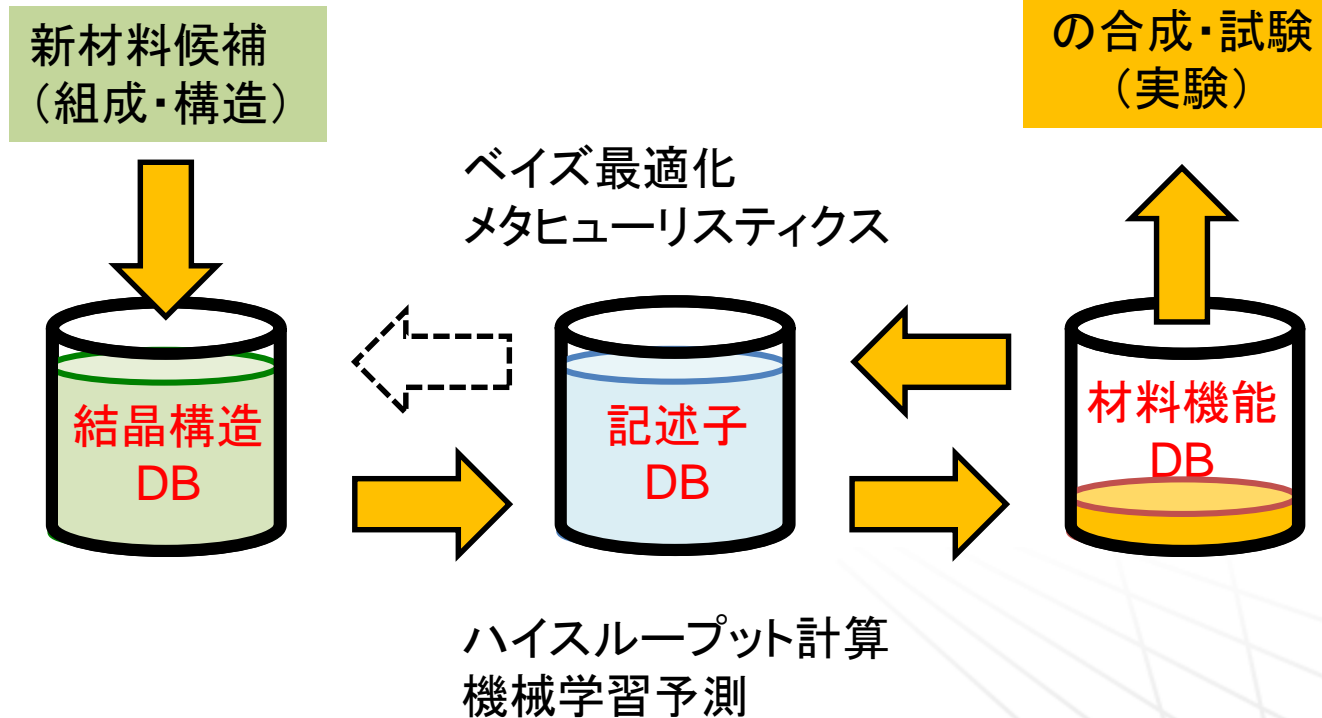 新材料候補
（組成・構造）
の合成・試験
（実験）
ベイズ最適化
メタヒューリスティクス
結晶構造
DB
記述子
DB
材料機能
DB
ハイスループット計算
機械学習予測